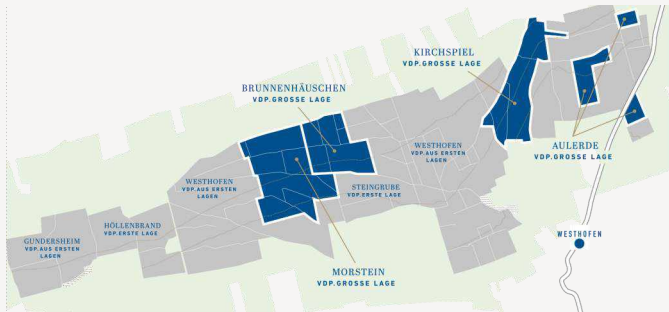 KIRCHSPIEL
VDP.GROSSE LAGE
BRUNNENHÄUSCHEN
VDP.GROSSE LAGE
AULERDE
VDP.GROSSE LAGE
WESTHOFEN
VDP.AUS ERSTEN
LAGEN
WESTHOFEN
VDP.AUS ERSTEN
LAGEN
STEINGRUBE
VDP.ERSTE LAGE
HÖLLENBRAND
VDP.ERSTE LAGE
GUNDERSHEIM
VDP.AUS ERSTEN
LAGEN
WESTHOFEN
MORSTEIN
VDP.GROSSE LAGE